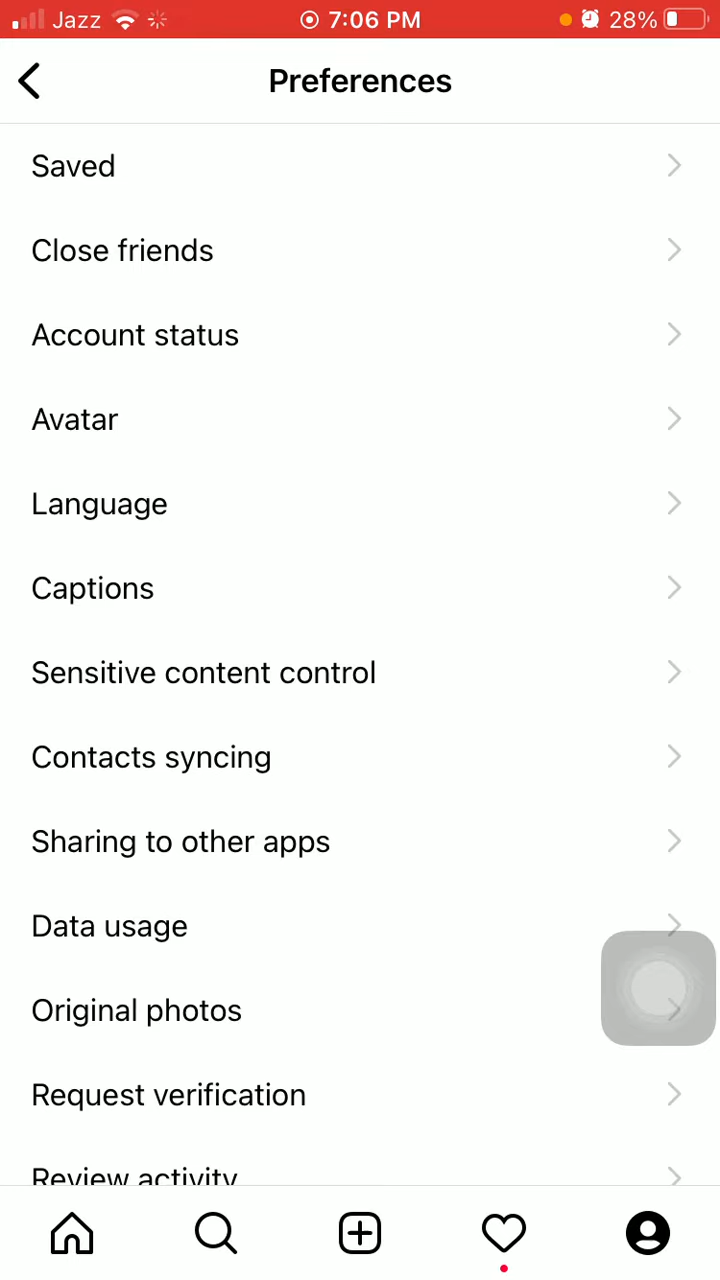 Jazz 7:06 PM 28%
Preferences
Saved
Close friends
Account status
Avatar
Language
Captions
Sensitive content control
Contacts syncing
Sharing to other apps
Data usage
Original photos
Request verification
Review activity